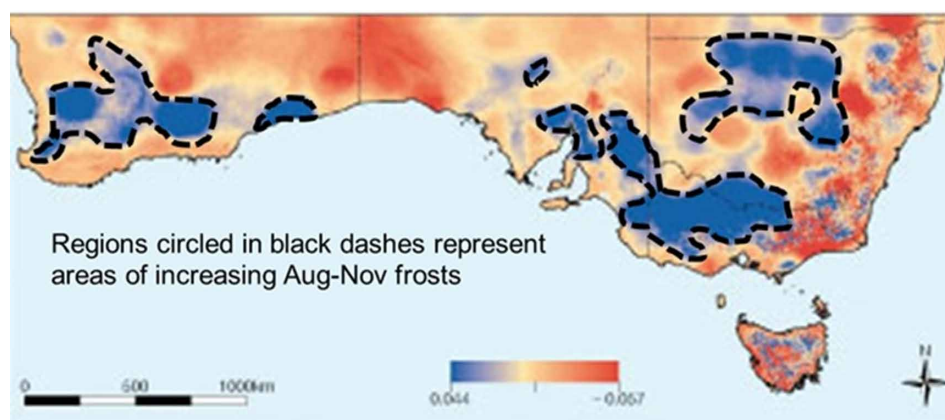 Regions circled in black dashes represent
areas of increasing Aug-Nov frosts
N
0 500 1000km
0.044 -0.057